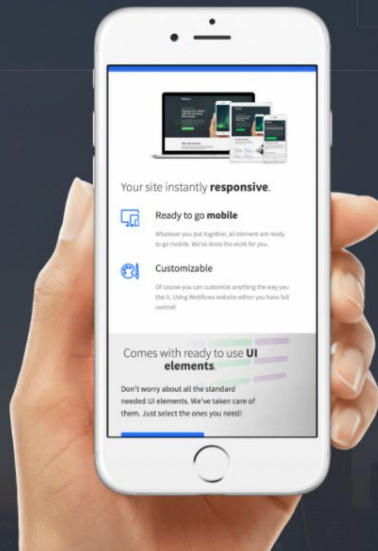 Your site instantly responsive.
Ready to go mobile
Whatever you put together, all element are ready
to go mobile. We've done the work for you.
Customizable
Of course you can customize anything the way you
like it. Using Webflows website editor you have full
control!
Comes with ready to use UI
elements.
Don't worry about all the standard
needed UI elements. We've taken care of
them. Just select the ones you need!